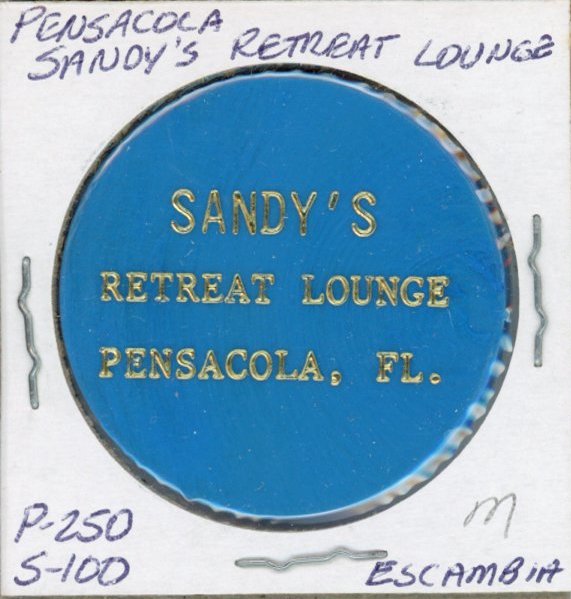 PENSACOLA
SANDY'S RETREAT LOUNGE
SANDY'S
RETREAT LOUNGE
PENSACOLA, FL.
P-250
S-100
m
ESCAMBIA